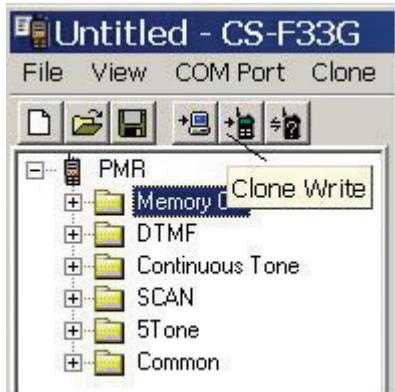 Untitled - CS-F33G
File View COM Port Clone
PMR
Memory C
Clone Write
DTMF
Continuous Tone
SCAN
5Tone
Common